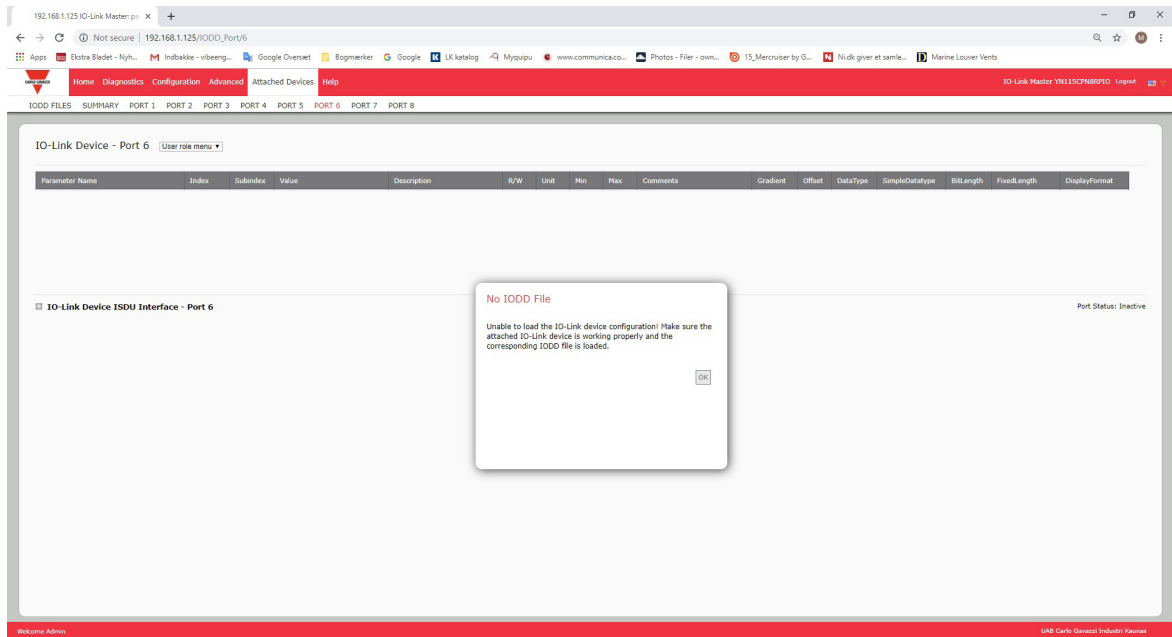 192.168.1.125 IO-Link Master: po
Not secure | 192.168.1.125/IODD_Port/6
Apps Ekstra Bladet - Nyh... Indbakke - vibeeng... Google Oversæt Bogmærker Google LK katalog Myquipu www.communica.co... Photos - Filer - own... 15_Mercruiser by G... Ni.dk giver et samle... Marine Louver Vents
CARLO GAVAZZI Home Diagnostics Configuration Advanced Attached Devices Help IO-Link Master YN115CPN8RPIO Logout
IODD FILES SUMMARY PORT 1 PORT 2 PORT 3 PORT 4 PORT 5 PORT 6 PORT 7 PORT 8
IO-Link Device - Port 6 User role menu
Parameter Name Index Subindex Value Description R/W Unit Min Max Comments Gradient Offset DataType SimpleDatatype BitLength FixedLength DisplayFormat
IO-Link Device ISDU Interface - Port 6 Port Status: Inactive
No IODD File
Unable to load the IO-Link device configuration! Make sure the
attached IO-Link device is working properly and the
corresponding IODD file is loaded.
OK
Welcome Admin UAB Carlo Gavazzi Industri Kaunas